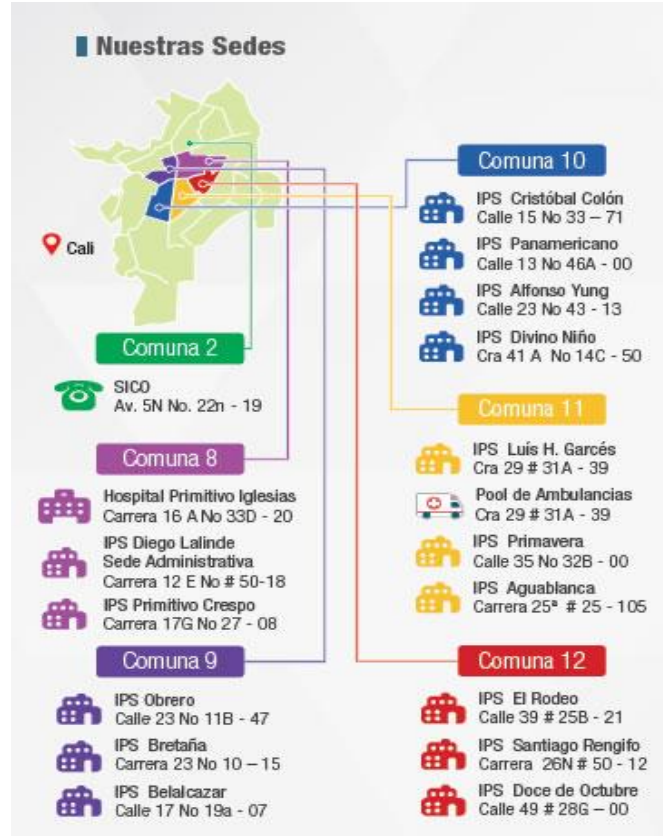 Nuestras Sedes
Cali
Comuna 2
SICO
Av. 5N No. 22n - 19
Comuna 8
Hospital Primitivo Iglesias
Carrera 16 A No 33D - 20
IPS Diego Lalinde
Sede Administrativa
Carrera 12 E No # 50-18
IPS Primitivo Crespo
Carrera 17G No 27 - 08
Comuna 9
IPS Obrero
Calle 23 No 11B - 47
IPS Bretaña
Carrera 23 No 10 – 15
IPS Belalcazar
Calle 17 No 19a - 07
Comuna 10
IPS Cristóbal Colón
Calle 15 No 33 – 71
IPS Panamericano
Calle 13 No 46A - 00
IPS Alfonso Yung
Calle 23 No 43 - 13
IPS Divino Niño
Cra 41 A No 14C - 50
Comuna 11
IPS Luís H. Garcés
Cra 29 # 31A - 39
Pool de Ambulancias
Cra 29 # 31A - 39
IPS Primavera
Calle 35 No 32B - 00
IPS Aguablanca
Carrera 25ª # 25 - 105
Comuna 12
IPS El Rodeo
Calle 39 # 25B - 21
IPS Santiago Rengifo
Carrera 26N # 50 - 12
IPS Doce de Octubre
Calle 49 # 28G – 00